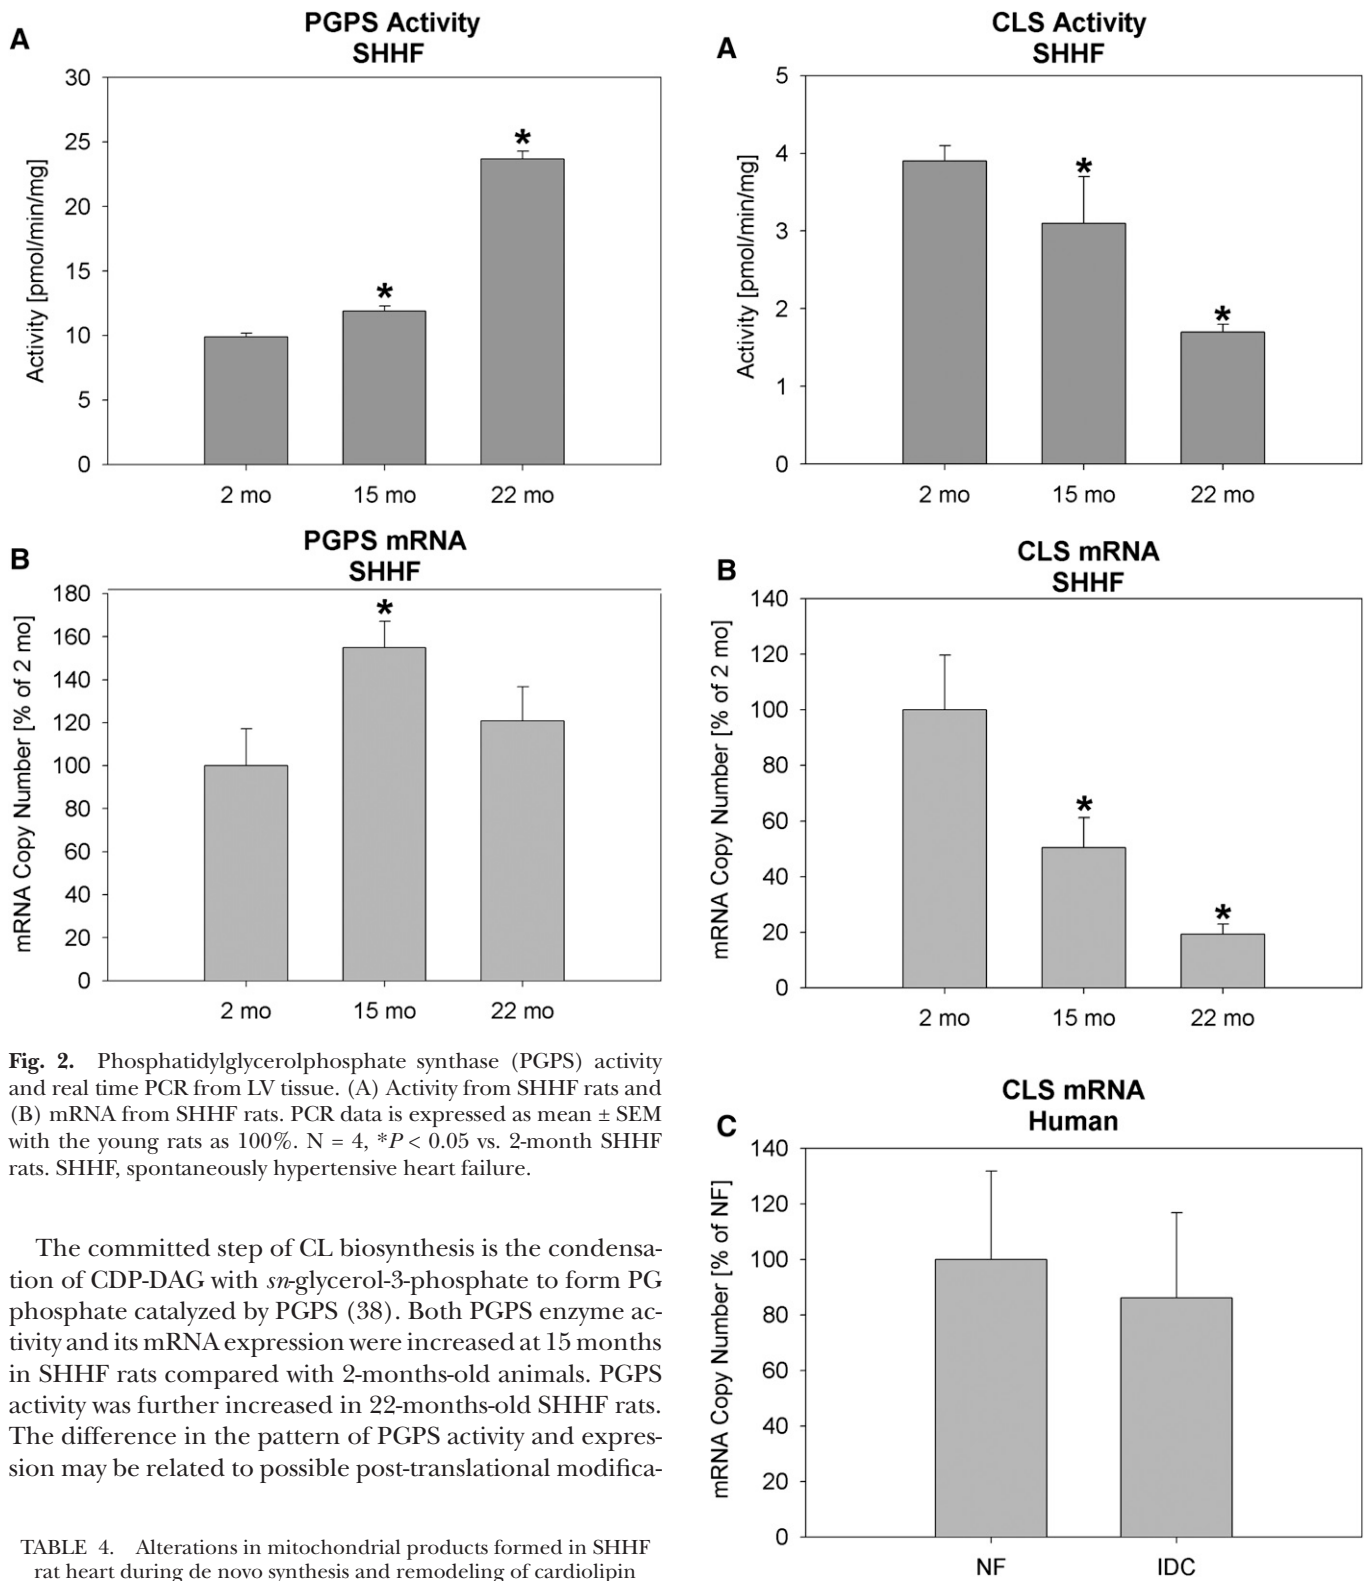 A
PGPS Activity
SHHF
Activity [pmol/min/mg]
30
25
20
15
10
5
0
*
*
2 mo
15 mo
22 mo
B
PGPS mRNA
SHHF
mRNA Copy Number [% of 2 mo]
180
160
140
120
100
80
60
40
20
0
*
2 mo
15 mo
22 mo
Fig. 2. Phosphatidylglycerolphosphate synthase (PGPS) activity
and real time PCR from LV tissue. (A) Activity from SHHF rats and
(B) mRNA from SHHF rats. PCR data is expressed as mean ± SEM
with the young rats as 100%. N = 4, *P < 0.05 vs. 2-month SHHF
rats. SHHF, spontaneously hypertensive heart failure.
The committed step of CL biosynthesis is the condensa-
tion of CDP-DAG with sn-glycerol-3-phosphate to form PG
phosphate catalyzed by PGPS (38). Both PGPS enzyme ac-
tivity and its mRNA expression were increased at 15 months
in SHHF rats compared with 2-months-old animals. PGPS
activity was further increased in 22-months-old SHHF rats.
The difference in the pattern of PGPS activity and expres-
sion may be related to possible post-translational modifica-
TABLE 4. Alterations in mitochondrial products formed in SHHF
rat heart during de novo synthesis and remodeling of cardiolipin
A
CLS Activity
SHHF
Activity [pmol/min/mg]
5
4
3
2
1
0
*
*
2 mo
15 mo
22 mo
B
CLS mRNA
SHHF
mRNA Copy Number [% of 2 mo]
140
120
100
80
60
40
20
0
*
*
2 mo
15 mo
22 mo
C
CLS mRNA
Human
mRNA Copy Number [% of NF]
140
120
100
80
60
40
20
0
NF
IDC